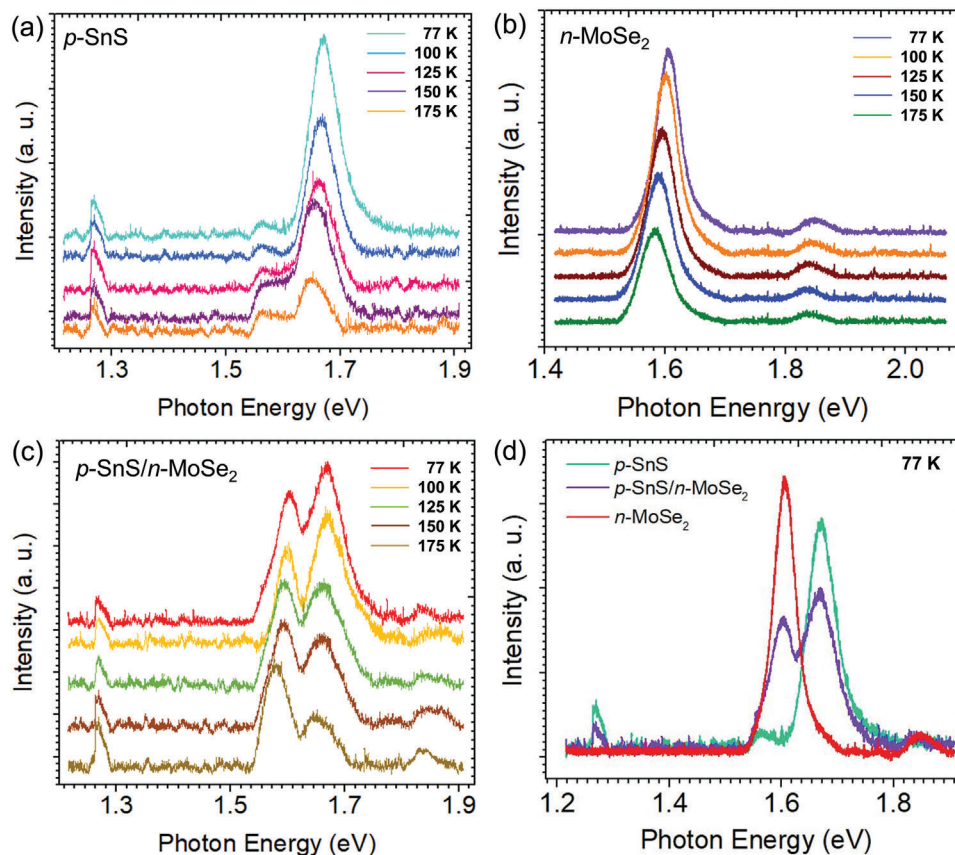 (a) p-SnS
77 K
100 K
125 K
150 K
175 K
Intensity (a. u.)
1.3 1.5 1.7 1.9
Photon Energy (eV)
(b) n-MoSe₂
77 K
100 K
125 K
150 K
175 K
Intensity (a. u.)
1.4 1.6 1.8 2.0
Photon Enenrgy (eV)
(c) p-SnS/n-MoSe₂
77 K
100 K
125 K
150 K
175 K
Intensity (a. u.)
1.3 1.5 1.7 1.9
Photon Energy (eV)
(d) 77 K
p-SnS
p-SnS/n-MoSe₂
n-MoSe₂
Intensity (a. u.)
1.2 1.4 1.6 1.8
Photon Energy (eV)